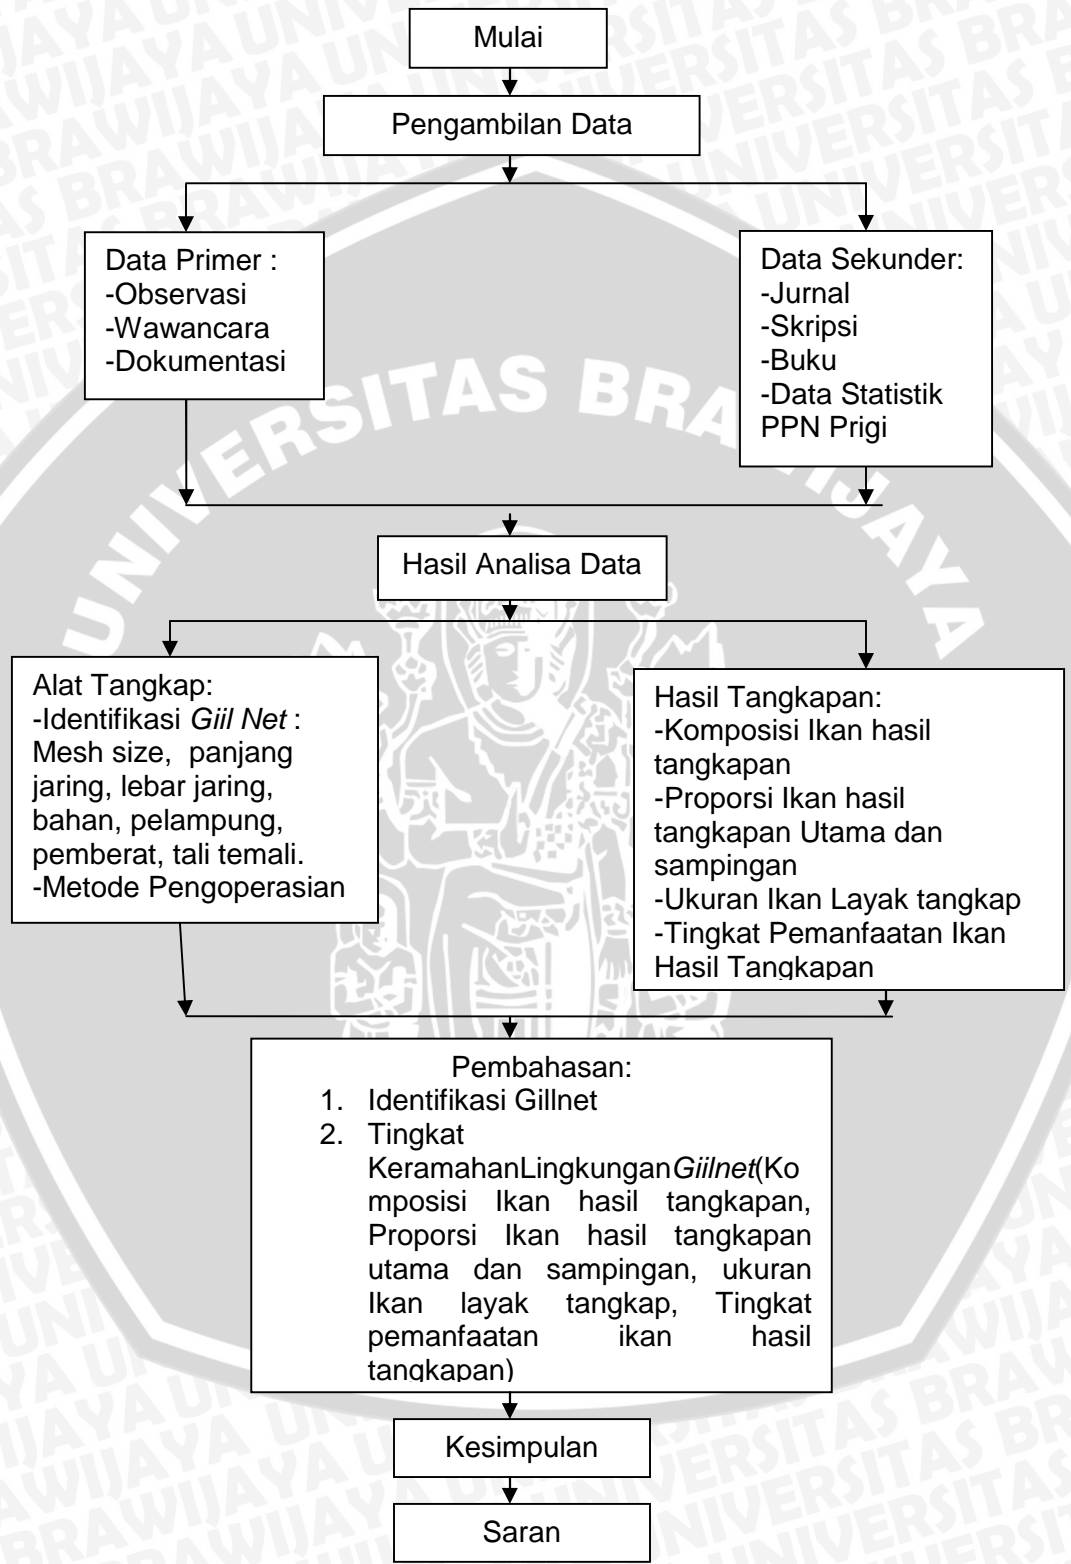 Mulai
Pengambilan Data
Data Primer :
-Observasi
-Wawancara
-Dokumentasi
Data Sekunder:
-Jurnal
-Skripsi
-Buku
-Data Statistik
PPN Prigi
UNIVERSITAS BRAWIJAYA
Hasil Analisa Data
Alat Tangkap:
-Identifikasi Giil Net :
Mesh size, panjang
jaring, lebar jaring,
bahan, pelampung,
pemberat, tali temali.
-Metode Pengoperasian
Hasil Tangkapan:
-Komposisi Ikan hasil
tangkapan
-Proporsi Ikan hasil
tangkapan Utama dan
sampingan
-Ukuran Ikan Layak tangkap
-Tingkat Pemanfaatan Ikan
Hasil Tangkapan
Pembahasan:
1. Identifikasi Gillnet
2. Tingkat
KeramahanLingkunganGiilnet(Ko
mposisi Ikan hasil tangkapan,
Proporsi Ikan hasil tangkapan
utama dan sampingan, ukuran
Ikan layak tangkap, Tingkat
pemanfaatan ikan hasil
tangkapan)
Kesimpulan
Saran